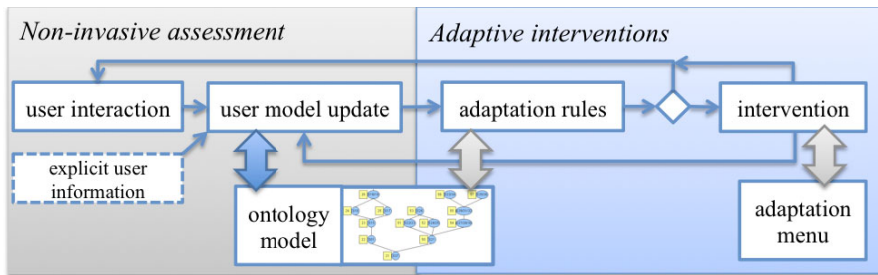 Non-invasive assessment
Adaptive interventions
user interaction
user model update
adaptation rules
intervention
explicit user
information
ontology
model
adaptation
menu